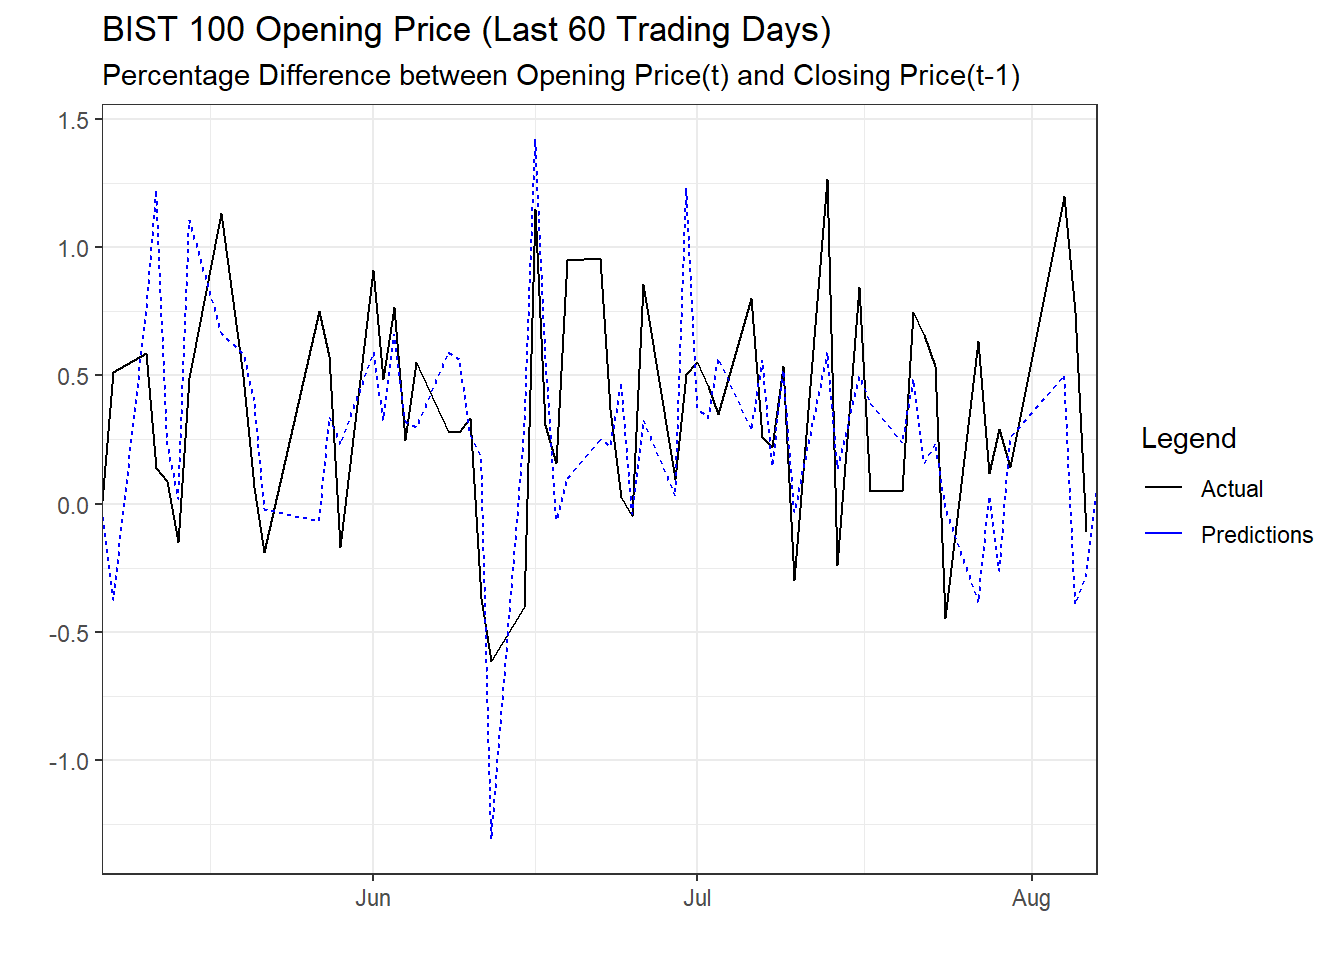 BIST 100 Opening Price (Last 60 Trading Days)
Percentage Difference between Opening Price(t) and Closing Price(t-1)
1.5
1.0
0.5
0.0
-0.5
-1.0
Jun
Jul
Aug
Legend
Actual
Predictions